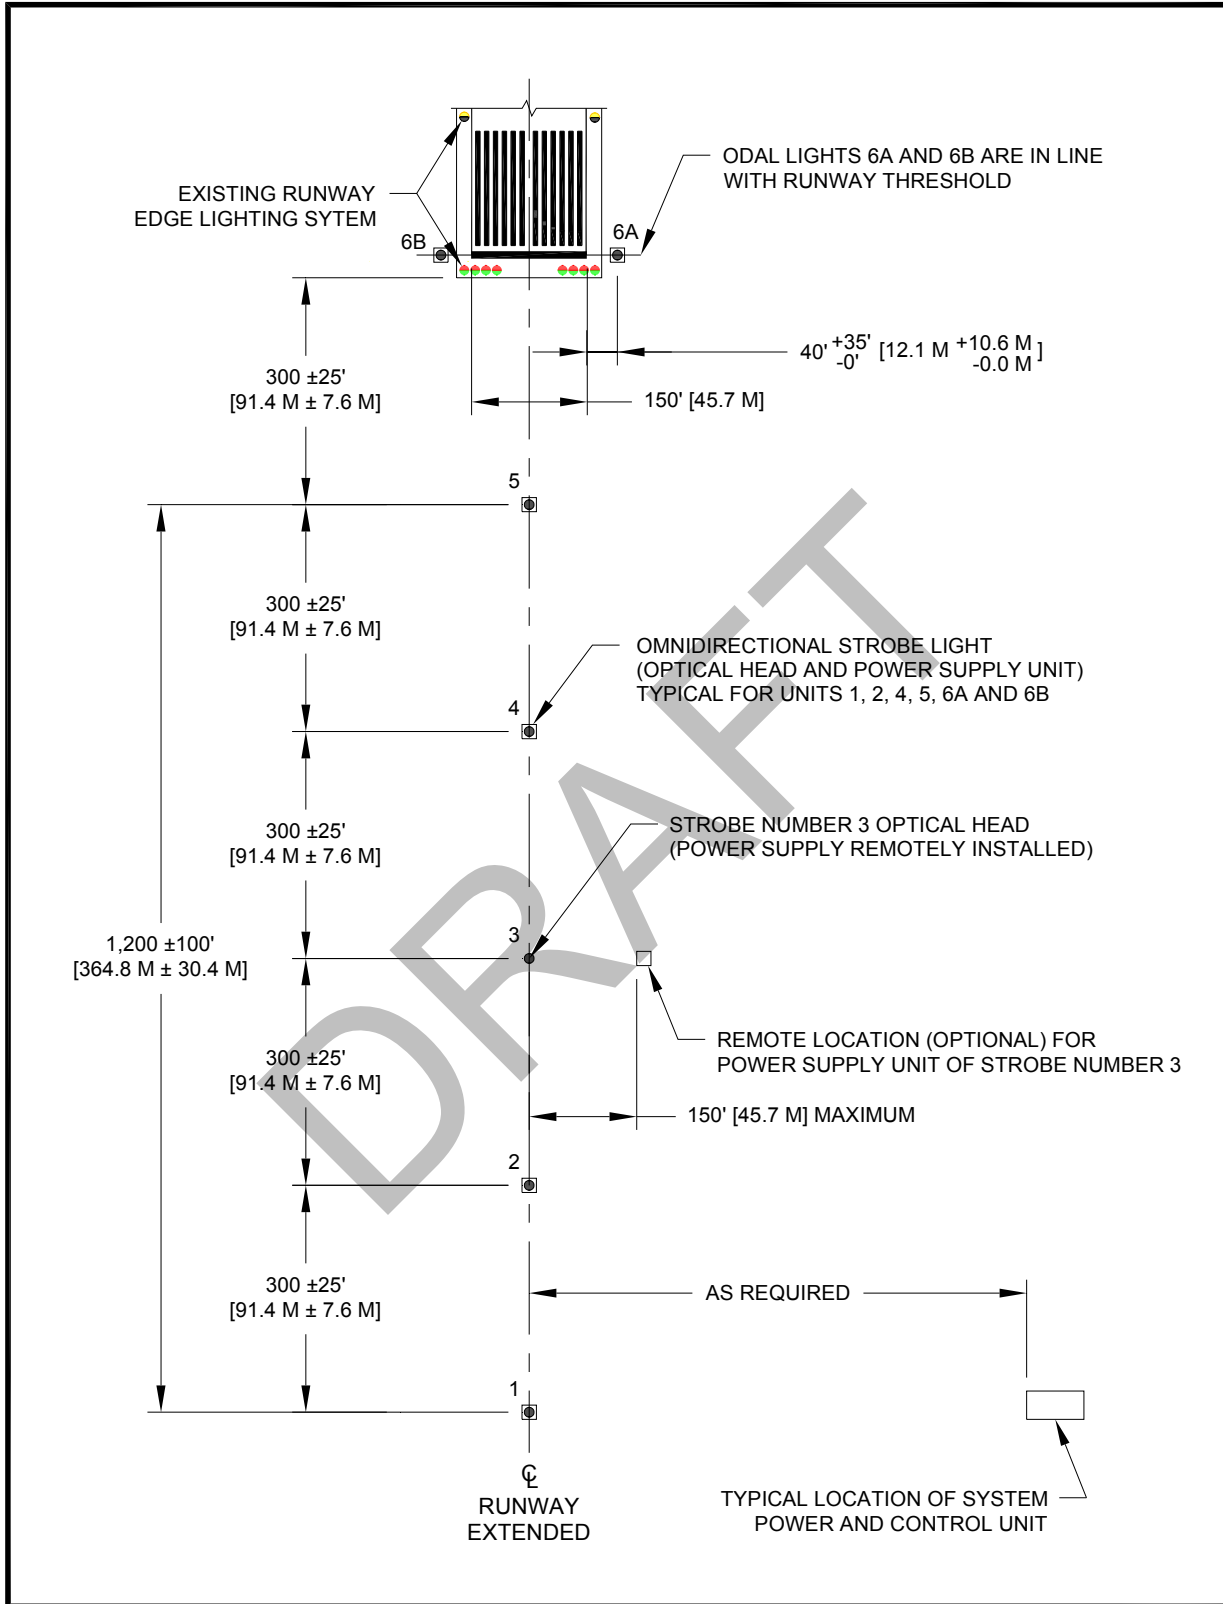 ODAL LIGHTS 6A AND 6B ARE IN LINE
WITH RUNWAY THRESHOLD
EXISTING RUNWAY
EDGE LIGHTING SYTEM
6B
6A
40' +35' -0' [12.1 M +10.6 M -0.0 M ]
300 ±25'
[91.4 M ± 7.6 M]
150' [45.7 M]
5
300 ±25'
[91.4 M ± 7.6 M]
OMNIDIRECTIONAL STROBE LIGHT
(OPTICAL HEAD AND POWER SUPPLY UNIT)
TYPICAL FOR UNITS 1, 2, 4, 5, 6A AND 6B
4
300 ±25'
[91.4 M ± 7.6 M]
STROBE NUMBER 3 OPTICAL HEAD
(POWER SUPPLY REMOTELY INSTALLED)
3
1,200 ±100'
[364.8 M ± 30.4 M]
DRAFT
300 ±25'
[91.4 M ± 7.6 M]
REMOTE LOCATION (OPTIONAL) FOR
POWER SUPPLY UNIT OF STROBE NUMBER 3
150' [45.7 M] MAXIMUM
2
300 ±25'
[91.4 M ± 7.6 M]
AS REQUIRED
1
℄
RUNWAY
EXTENDED
TYPICAL LOCATION OF SYSTEM
POWER AND CONTROL UNIT